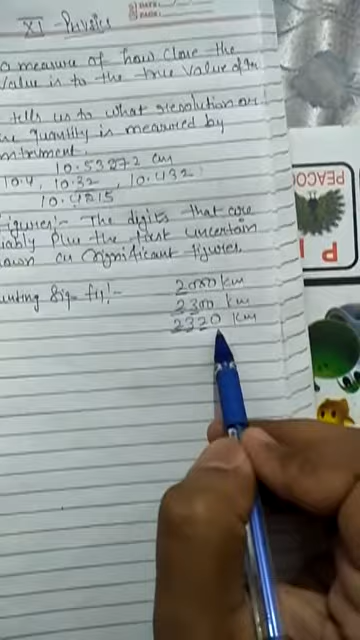 XI - Physics
DATE:
PAGE:
a measure of how close the
value is to the true value of the
tells us to what resolution or
quantity is measured by
10.53272 cm
10.4, 10.32, 10.432
10.4215
Figures:- The digits that are
Plus the first uncertain
known as significant figures.
unting Sig. fig!-
2000 km
2300 km
2320 km
PEACOC
P